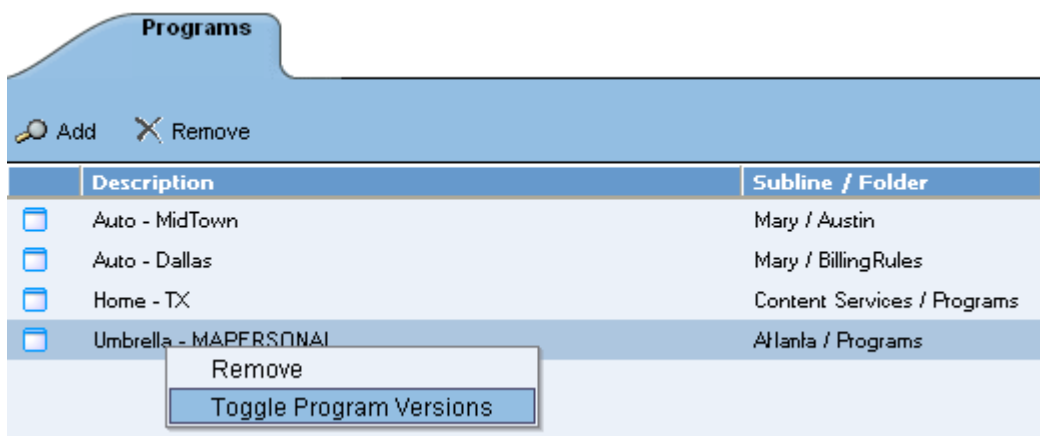 Programs
Add Remove
Description Subline / Folder
Auto - MidTown Mary / Austin
Auto - Dallas Mary / BillingRules
Home - TX Content Services / Programs
Umbrella - MAPERSONAL Atlanta / Programs
Remove
Toggle Program Versions